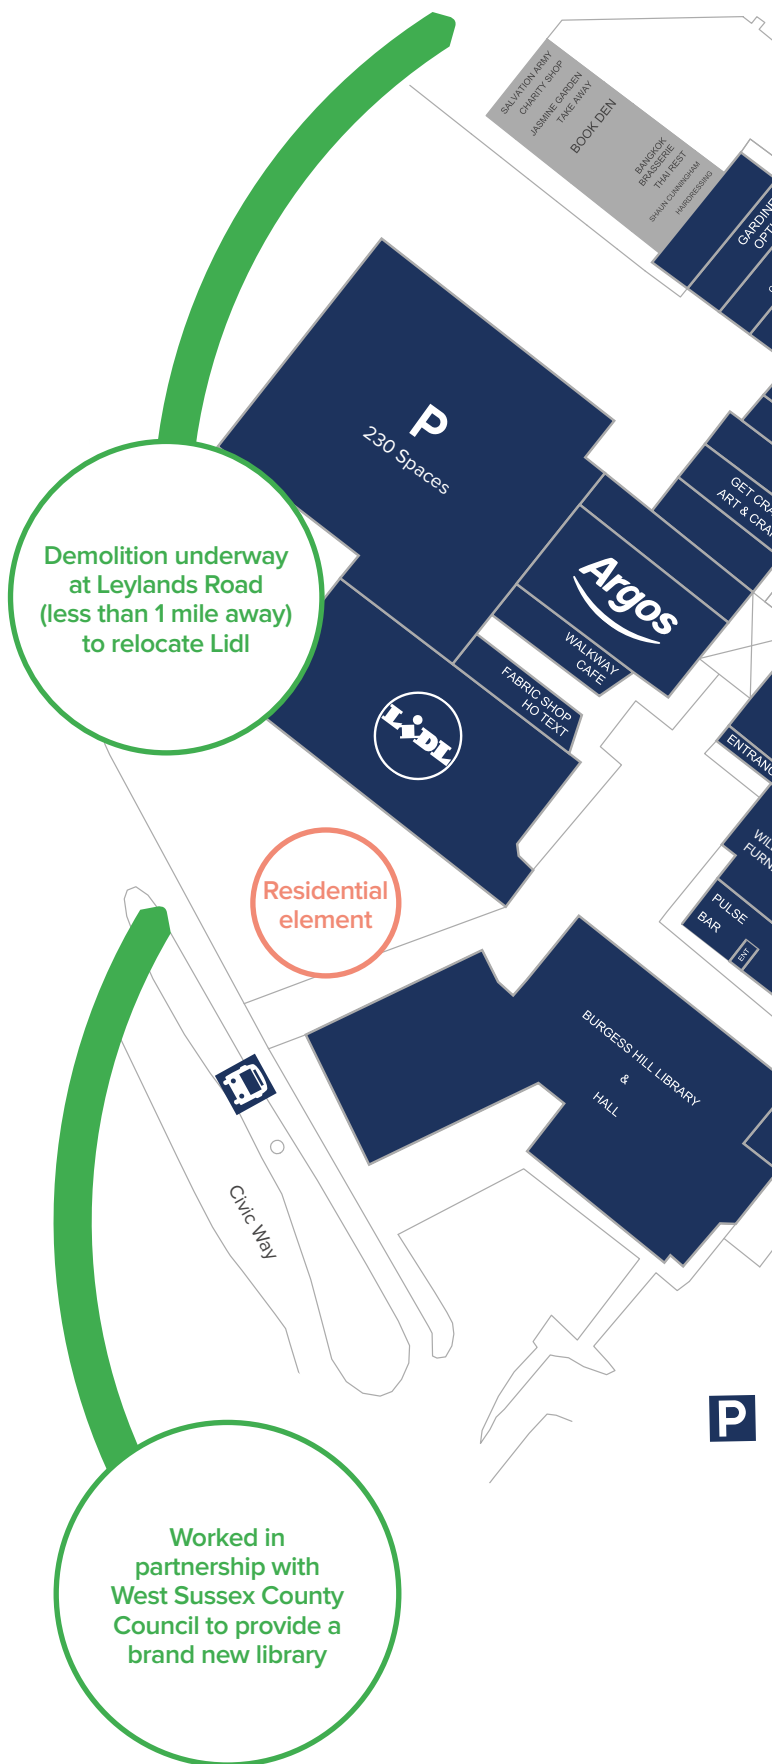 SALVATION ARMY
CHARITY SHOP
JASMINE GARDEN
TAKE AWAY
BOOK DEN
BANGKOK
BRASSERIE
THAI REST
SHAUN CUNNINGHAM
HAIRDRESSING
P
230 Spaces
Demolition underway
at Leylands Road
(less than 1 mile away)
to relocate Lidl
Argos
WALKWAY
CAFE
FABRIC SHOP
HO TEXT
LIDL
ENTRANC
Residential
element
PULSE
BAR
ENT
BURGESS HILL LIBRARY
&
HALL
Civic Way
P
Worked in
partnership with
West Sussex County
Council to provide a
brand new library